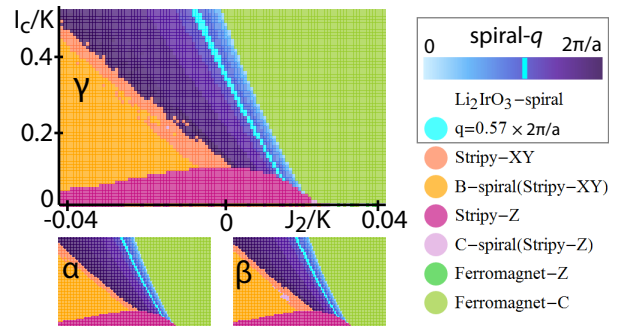 I_c/K
0.4
γ
0.2
0
-0.04
0
J_2/K
0.04
α
β
spiral-q
0
2π/a
Li₂IrO₃−spiral
q=0.57 × 2π/a
Stripy−XY
B−spiral(Stripy−XY)
Stripy−Z
C−spiral(Stripy−Z)
Ferromagnet−Z
Ferromagnet−C